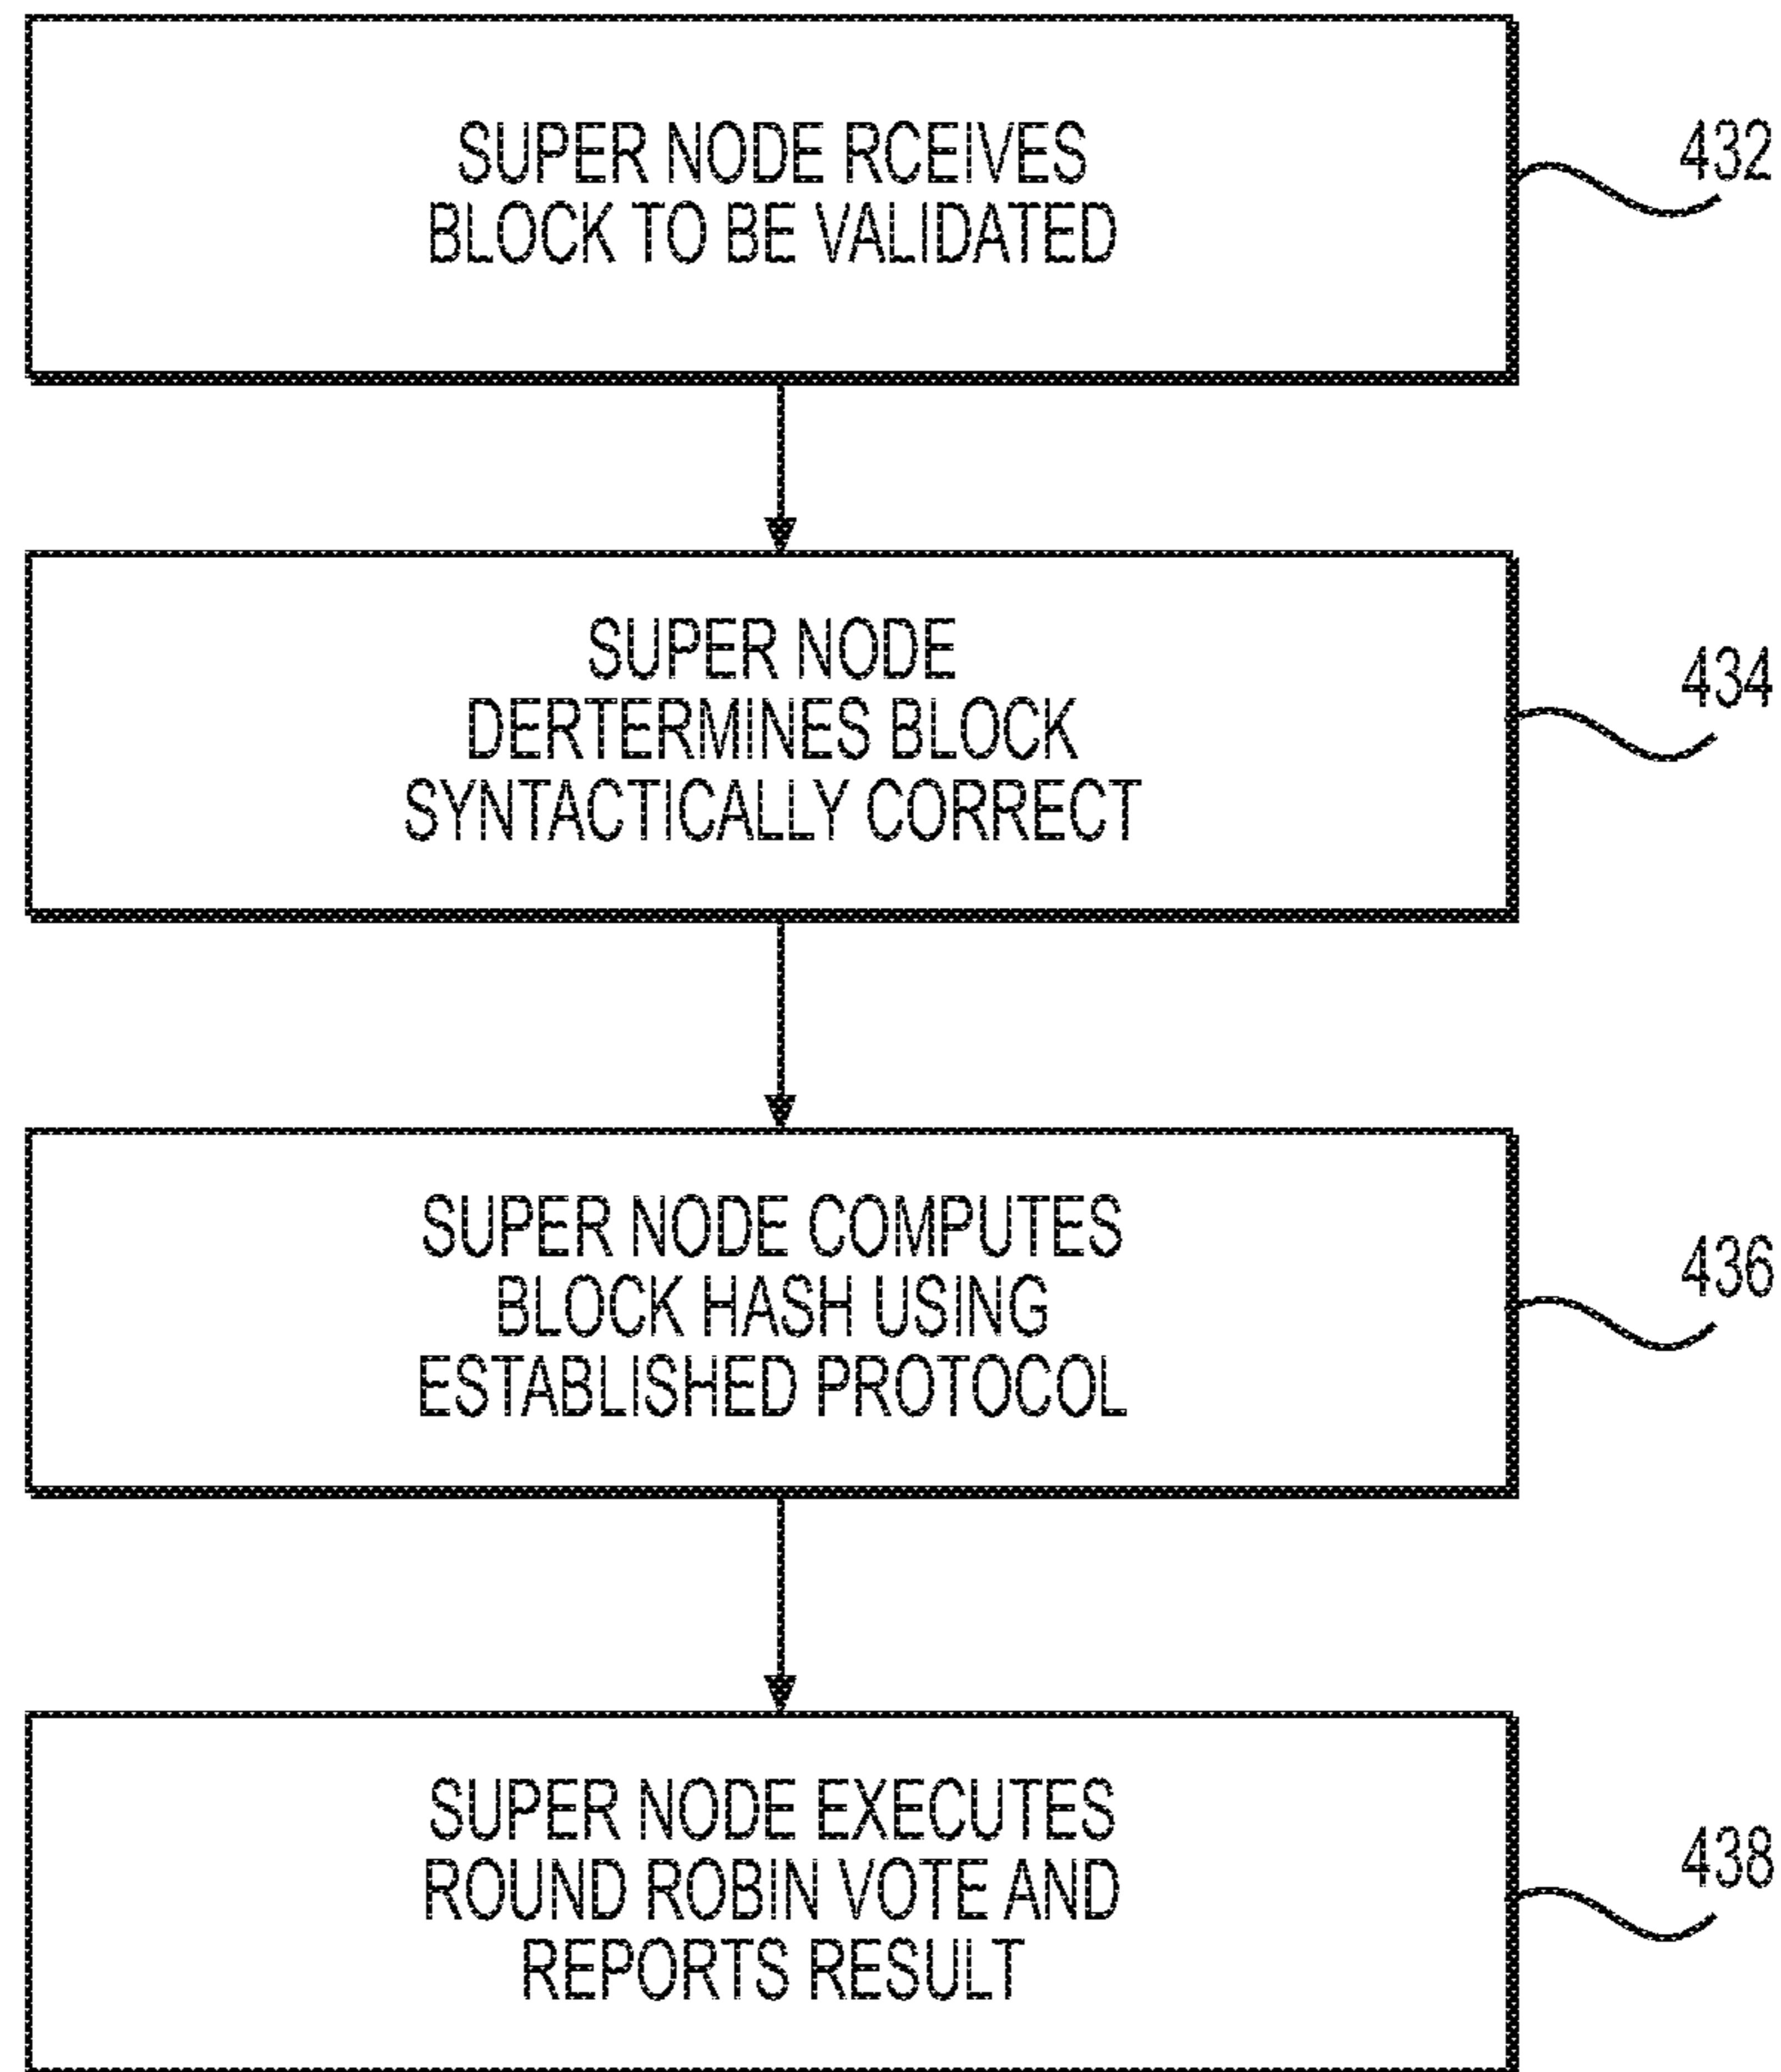 SUPER NODE RCEIVES
BLOCK TO BE VALIDATED
432
SUPER NODE
DERTERMINES BLOCK
SYNTACTICALLY CORRECT
434
SUPER NODE COMPUTES
BLOCK HASH USING
ESTABLISHED PROTOCOL
436
SUPER NODE EXECUTES
ROUND ROBIN VOTE AND
REPORTS RESULT
438